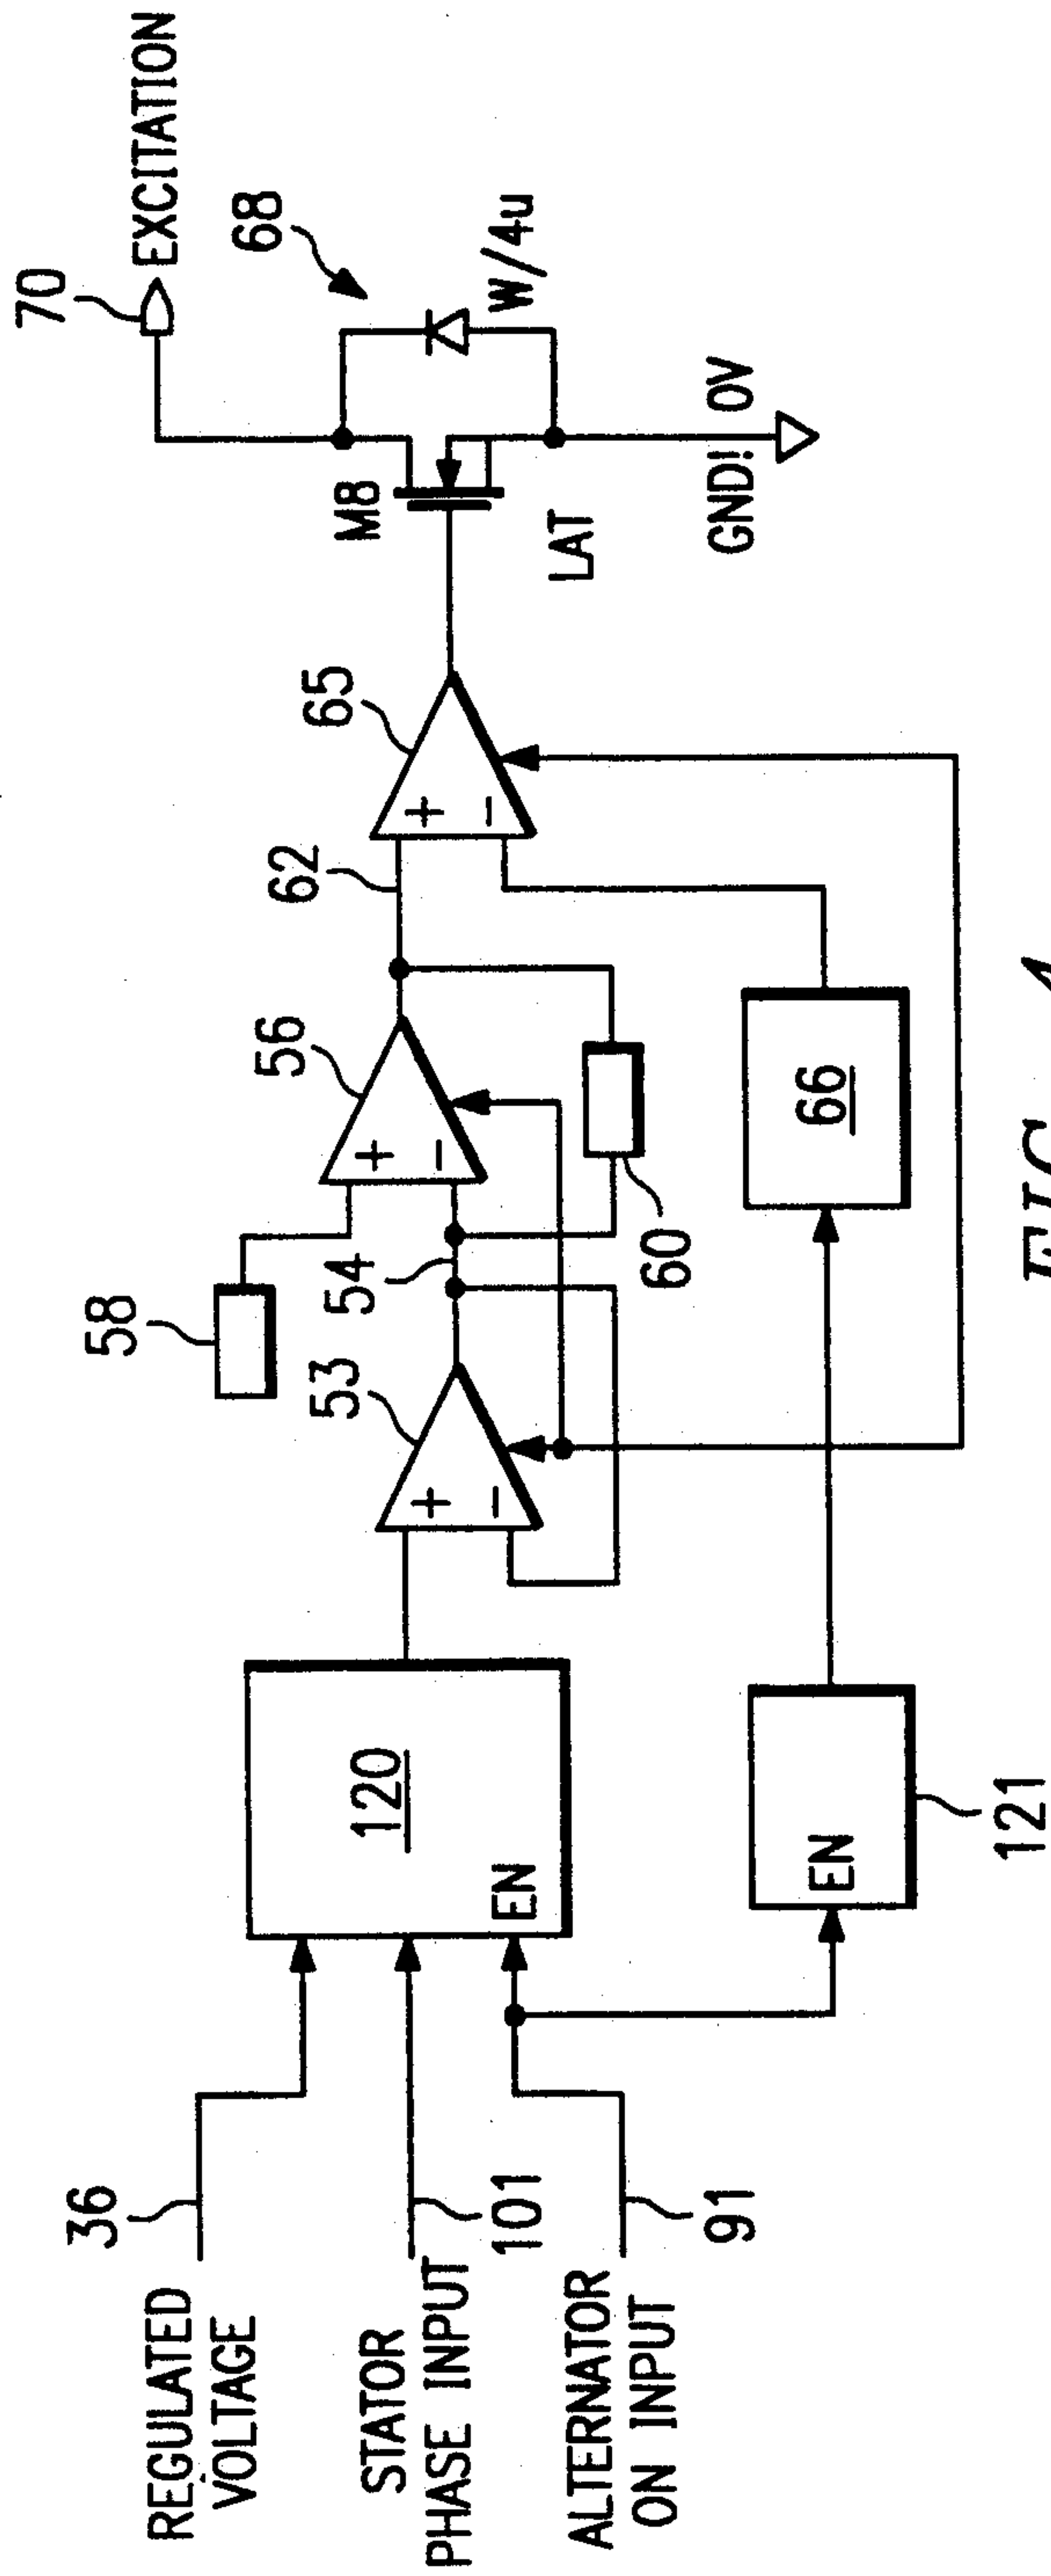 REGULATED
VOLTAGE
36
STATOR
PHASE INPUT
101
ALTERNATOR
ON INPUT
91
120
EN
EN
121
58
53
+
−
54
56
+
−
60
62
65
+
−
66
M8
LAT
68
W/4u
70
EXCITATION
GND! 0V